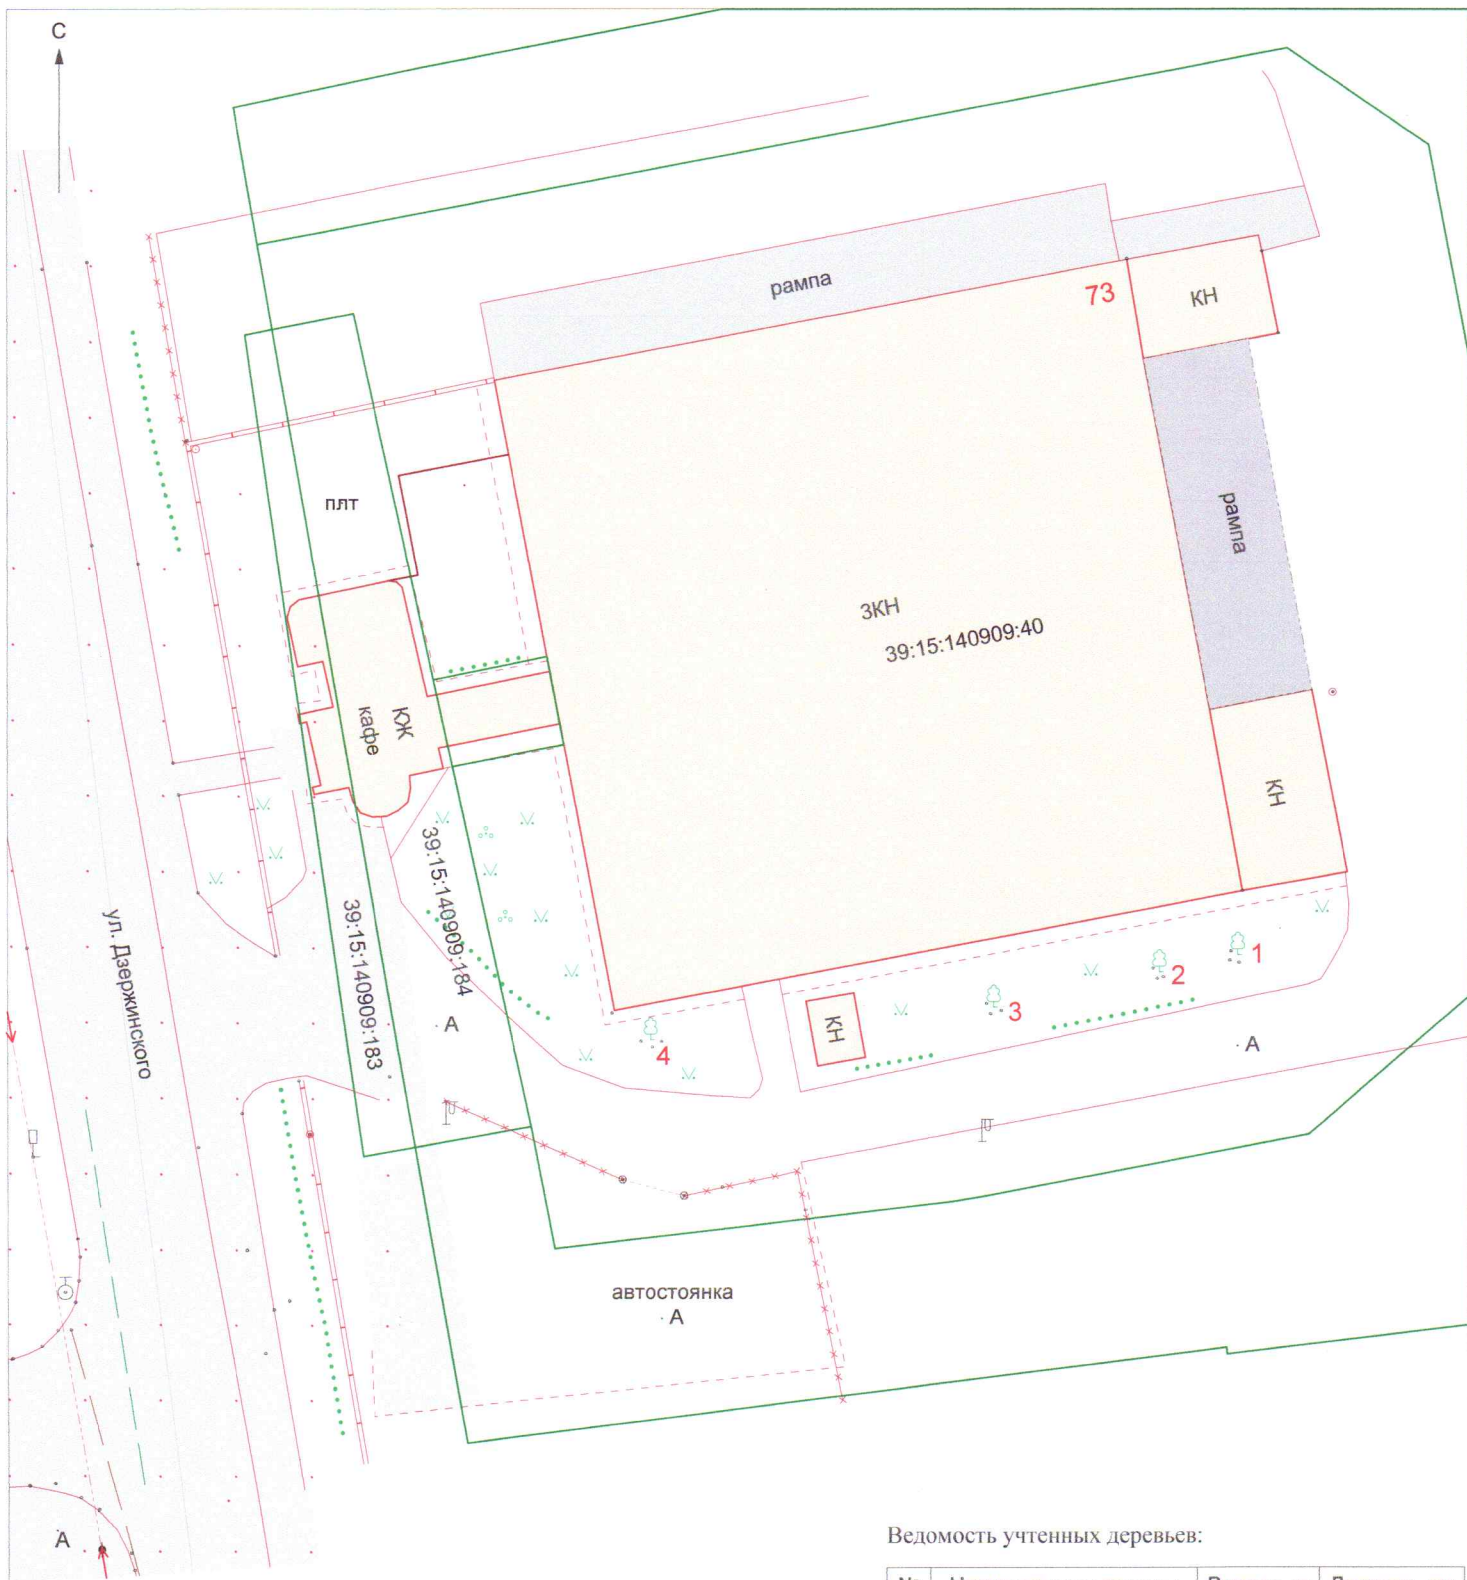 С
рампа
73
КН
рампа
плт
3КН
39:15:140909:40
КЖ
кафе
КН
39:15:140909:184
39:15:140909:183
ул. Дзержинского
1
2
3
КН
4
А
А
автостоянка
А
А
Ведомость учтенных деревьев: